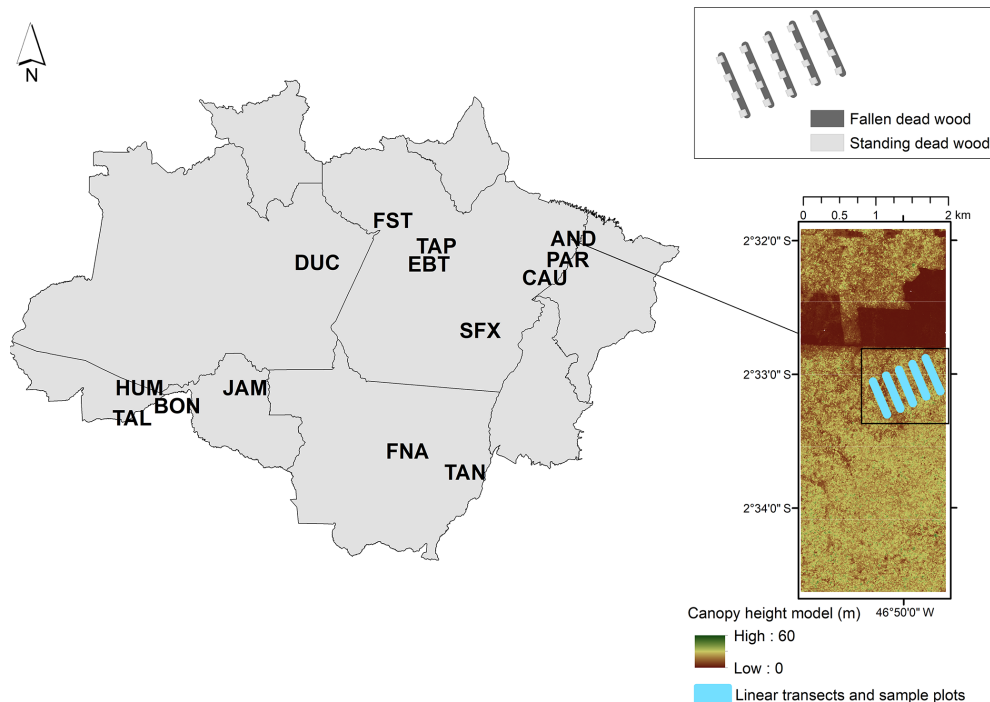 N
Fallen dead wood
Standing dead wood
FST
TAP
EBT
DUC
AND
PAR
CAU
SFX
HUM
JAM
BON
TAL
FNA
TAN
0 0.5 1 2 km
2°32'0" S
2°33'0" S
2°34'0" S
46°50'0" W
Canopy height model (m)
High : 60
Low : 0
Linear transects and sample plots